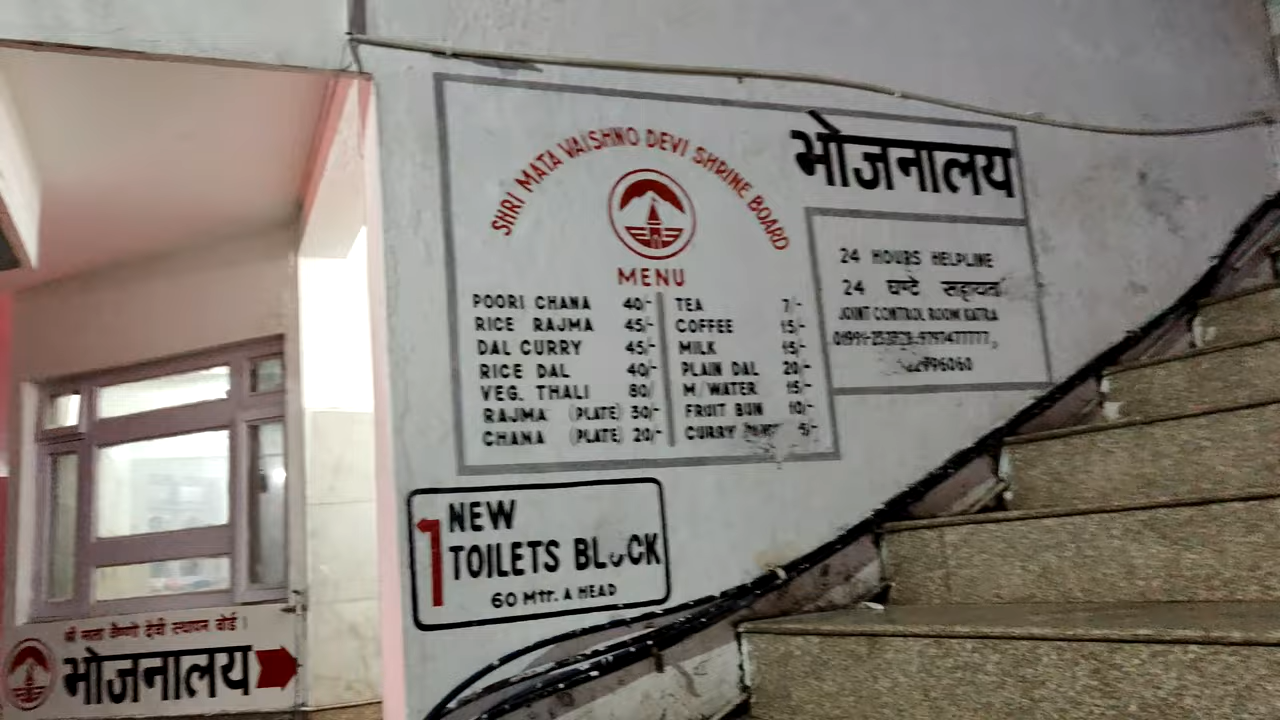 SHRI MATA VAISHNO DEVI SHRINE BOARD
भोजनालय
MENU
POORI CHANA 40/-
RICE RAJMA 45/-
DAL CURRY 45/-
RICE DAL 40/-
VEG. THALI 80/
RAJMA (PLATE) 30/-
CHANA (PLATE) 20/-
TEA 7/-
COFFEE 15/-
MILK 15/-
PLAIN DAL 20/-
M/WATER 15/-
FRUIT BUN 10/-
CURRY 5/-
24 HOURS HELPLINE
24 घण्टे सहायता
JOINT CONTROL ROOM KATRA
NEW
TOILETS BLOCK
60 Mtr. A HEAD
श्री माता वैष्णो देवी स्थापन बोर्ड।
भोजनालय